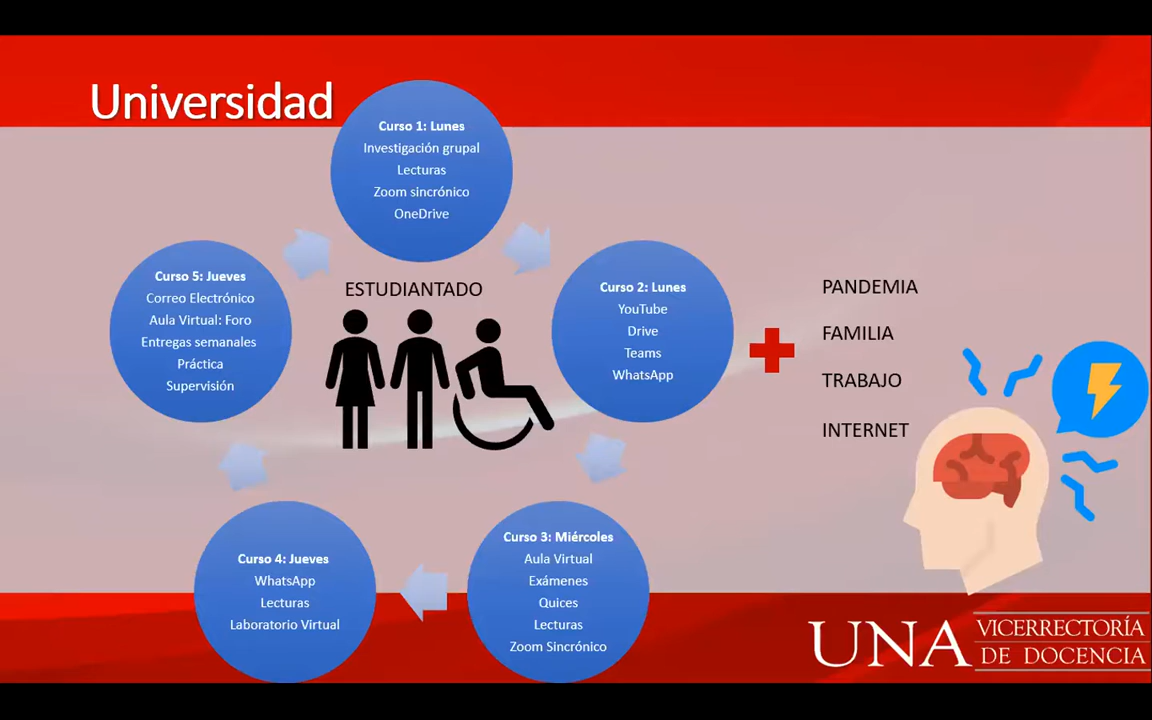 Universidad
Curso 1: Lunes
Investigación grupal
Lecturas
Zoom sincrónico
OneDrive
Curso 2: Lunes
YouTube
Drive
Teams
WhatsApp
Curso 3: Miércoles
Aula Virtual
Exámenes
Quices
Lecturas
Zoom Sincrónico
Curso 4: Jueves
WhatsApp
Lecturas
Laboratorio Virtual
Curso 5: Jueves
Correo Electrónico
Aula Virtual: Foro
Entregas semanales
Práctica
Supervisión
ESTUDIANTADO
PANDEMIA
FAMILIA
TRABAJO
INTERNET
UNA
VICERRECTORÍA
DE DOCENCIA